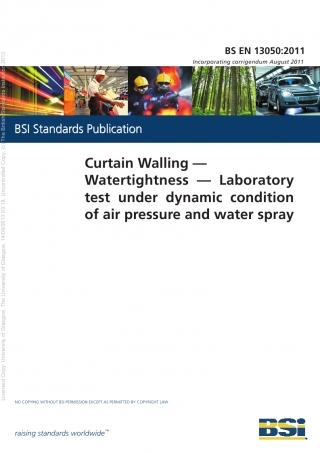 BS EN 13050:2011
Incorporating corrigendum August 2011
BSI Standards Publication
Curtain Walling —
Watertightness — Laboratory
test under dynamic condition
of air pressure and water spray
NO COPYING WITHOUT BSI PERMISSION EXCEPT AS PERMITTED BY COPYRIGHT LAW
raising standards worldwide™
BSi
Licensed Copy: University of Glasgow, The University of Glasgow, 14/03/2013 03:19, Uncontrolled Copy, (c) The British Standards Institution 2013